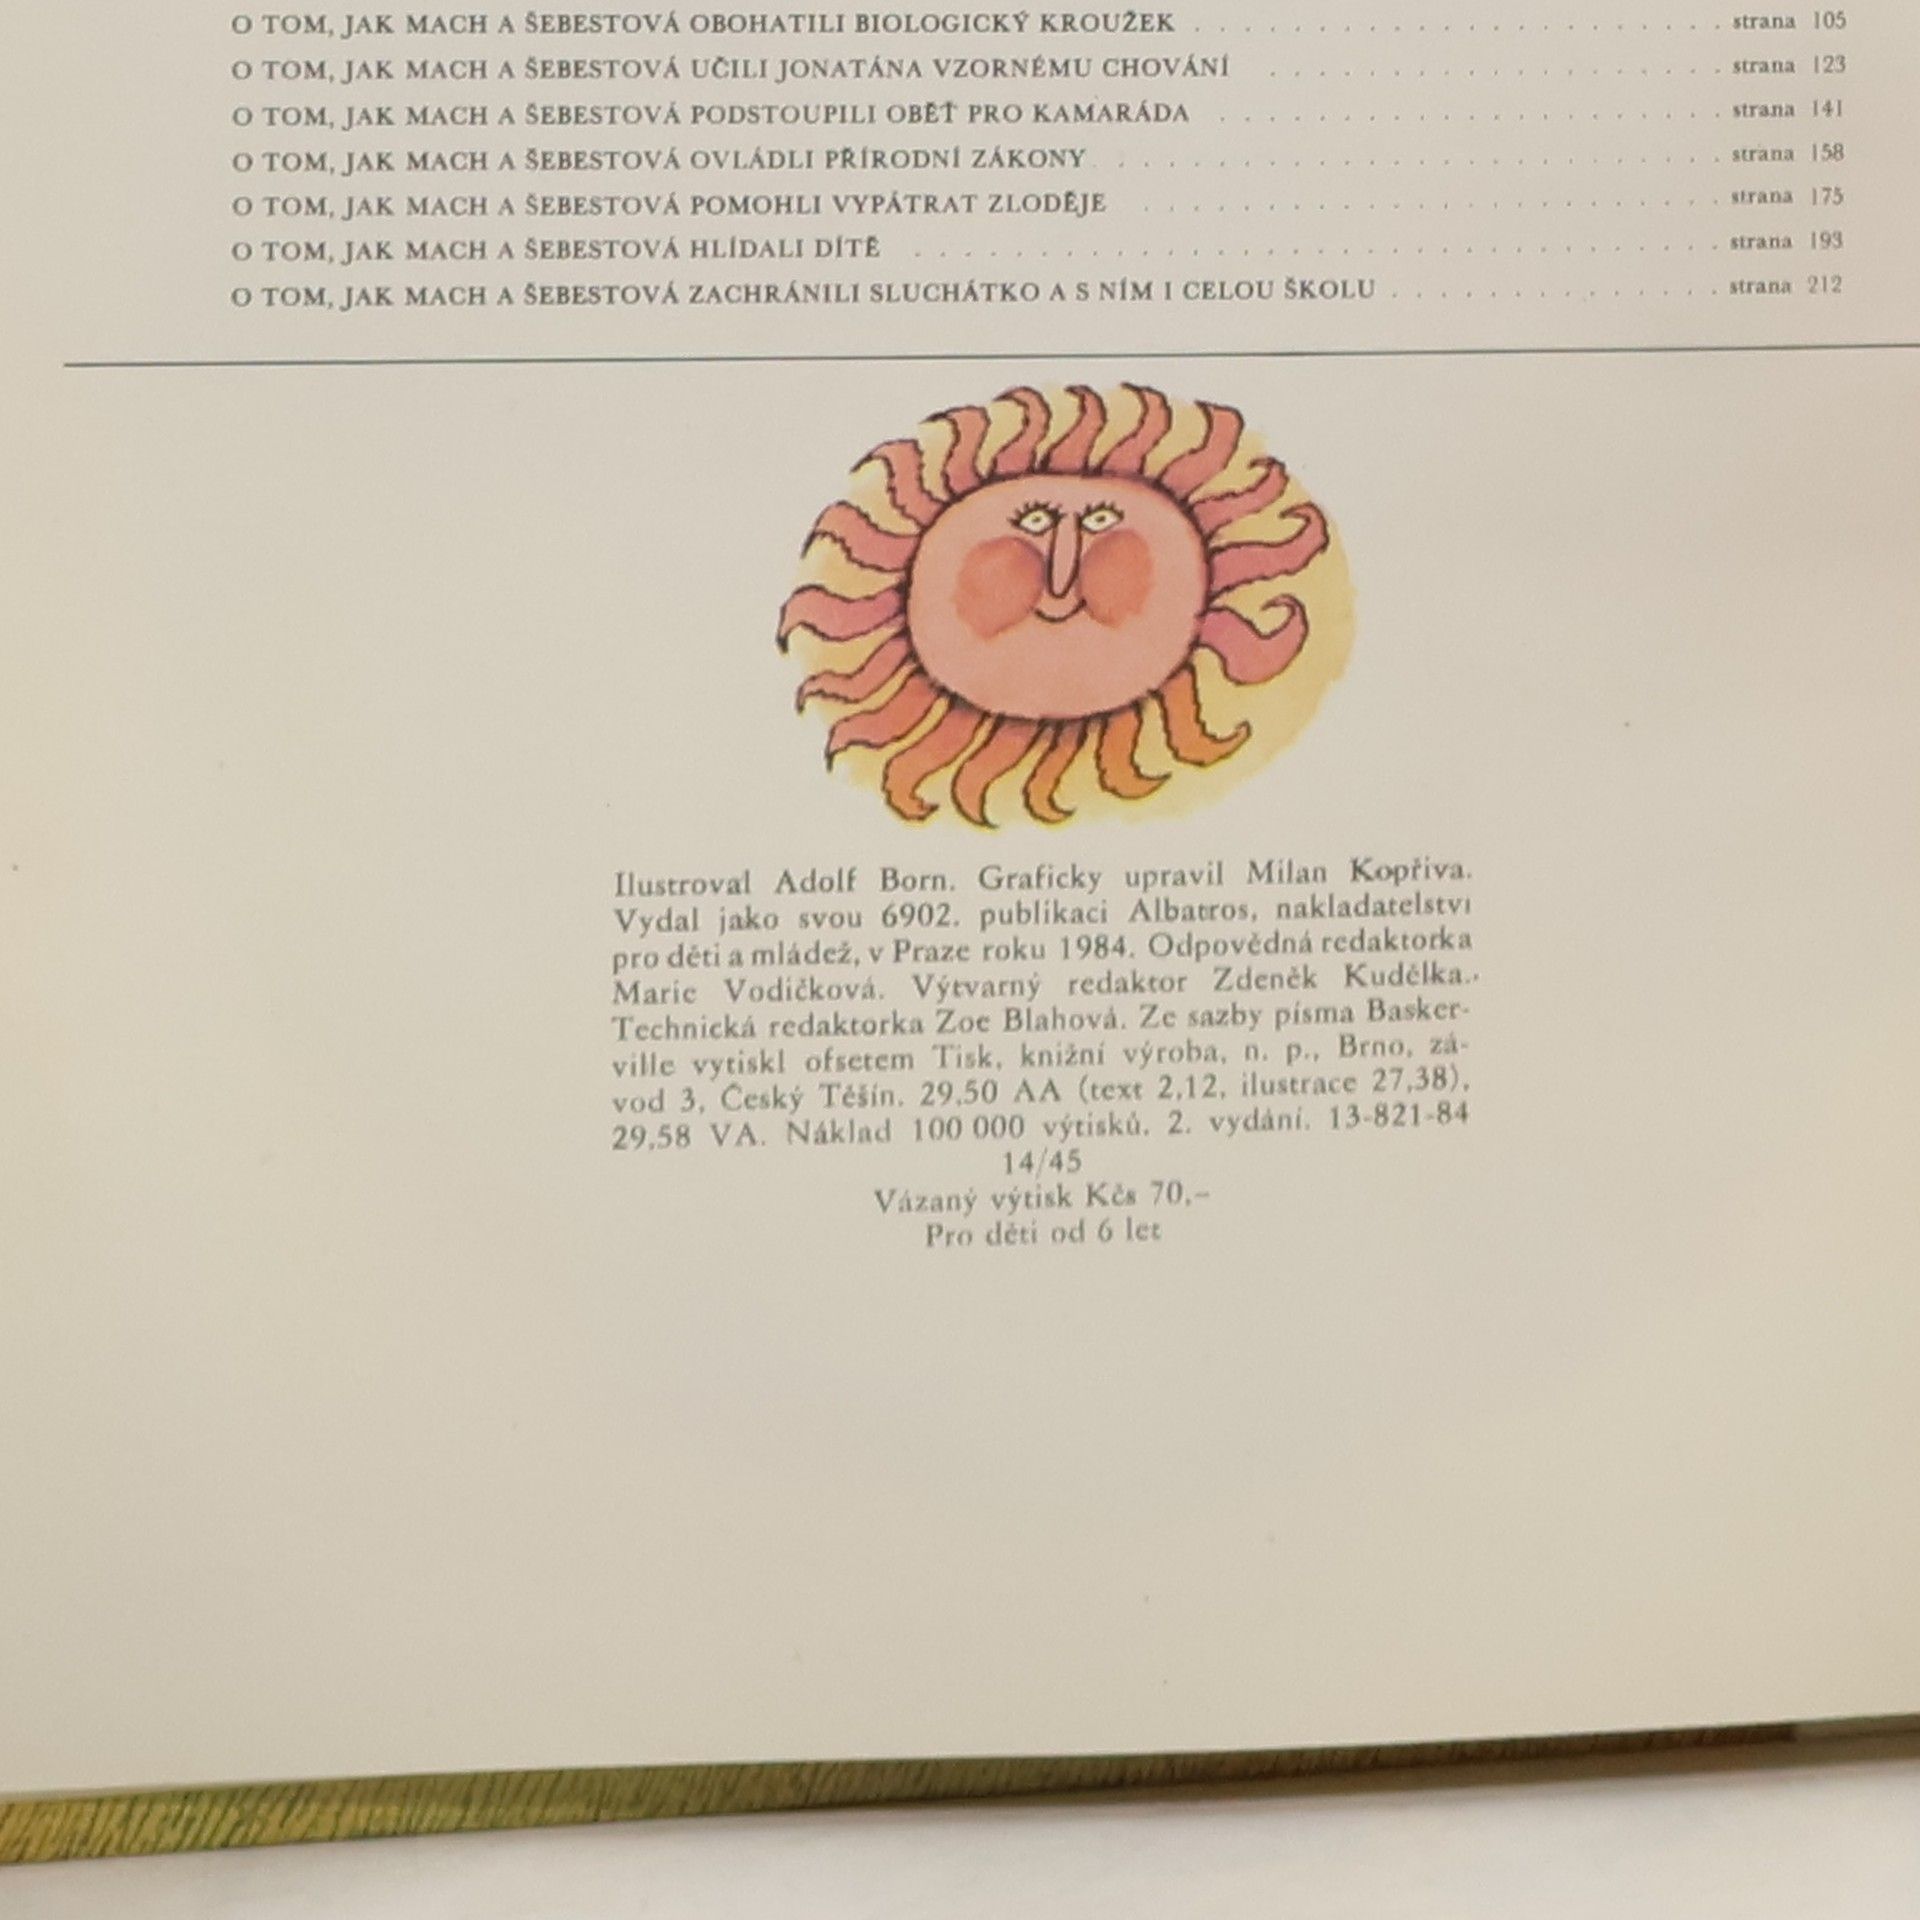 O TOM, JAK MACH A ŠEBESTOVÁ OBOHATILI BIOLOGICKÝ KROUŽEK . . . . . . . . . . . . . . . . . . . . . strana 105
O TOM, JAK MACH A ŠEBESTOVÁ UČILI JONATÁNA VZORNÉMU CHOVÁNÍ . . . . . . . . . . . . . . . . . . strana 123
O TOM, JAK MACH A ŠEBESTOVÁ PODSTOUPILI OBĚŤ PRO KAMARÁDA . . . . . . . . . . . . . . . . . . . . strana 141
O TOM, JAK MACH A ŠEBESTOVÁ OVLÁDLI PŘÍRODNÍ ZÁKONY . . . . . . . . . . . . . . . . . . . . . . . . . strana 158
O TOM, JAK MACH A ŠEBESTOVÁ POMOHLI VYPÁTRAT ZLODĚJE . . . . . . . . . . . . . . . . . . . . . . . strana 175
O TOM, JAK MACH A ŠEBESTOVÁ HLÍDALI DÍTĚ . . . . . . . . . . . . . . . . . . . . . . . . . . . . . . . . strana 193
O TOM, JAK MACH A ŠEBESTOVÁ ZACHRÁNILI SLUCHÁTKO A S NÍM I CELOU ŠKOLU . . . . . . . . . . . . . strana 212
Ilustroval Adolf Born. Graficky upravil Milan Kopřiva.
Vydal jako svou 6902. publikaci Albatros, nakladatelství
pro děti a mládež, v Praze roku 1984. Odpovědná redaktorka
Marie Vodičková. Výtvarný redaktor Zdeněk Kudělka.
Technická redaktorka Zoe Blahová. Ze sazby písma Basker-
ville vytiskl ofsetem Tisk, knižní výroba, n. p., Brno, zá-
vod 3, Český Těšín. 29,50 AA (text 2,12, ilustrace 27,38),
29,58 VA. Náklad 100 000 výtisků. 2. vydání. 13-821-84
14/45
Vázaný výtisk Kčs 70,–
Pro děti od 6 let